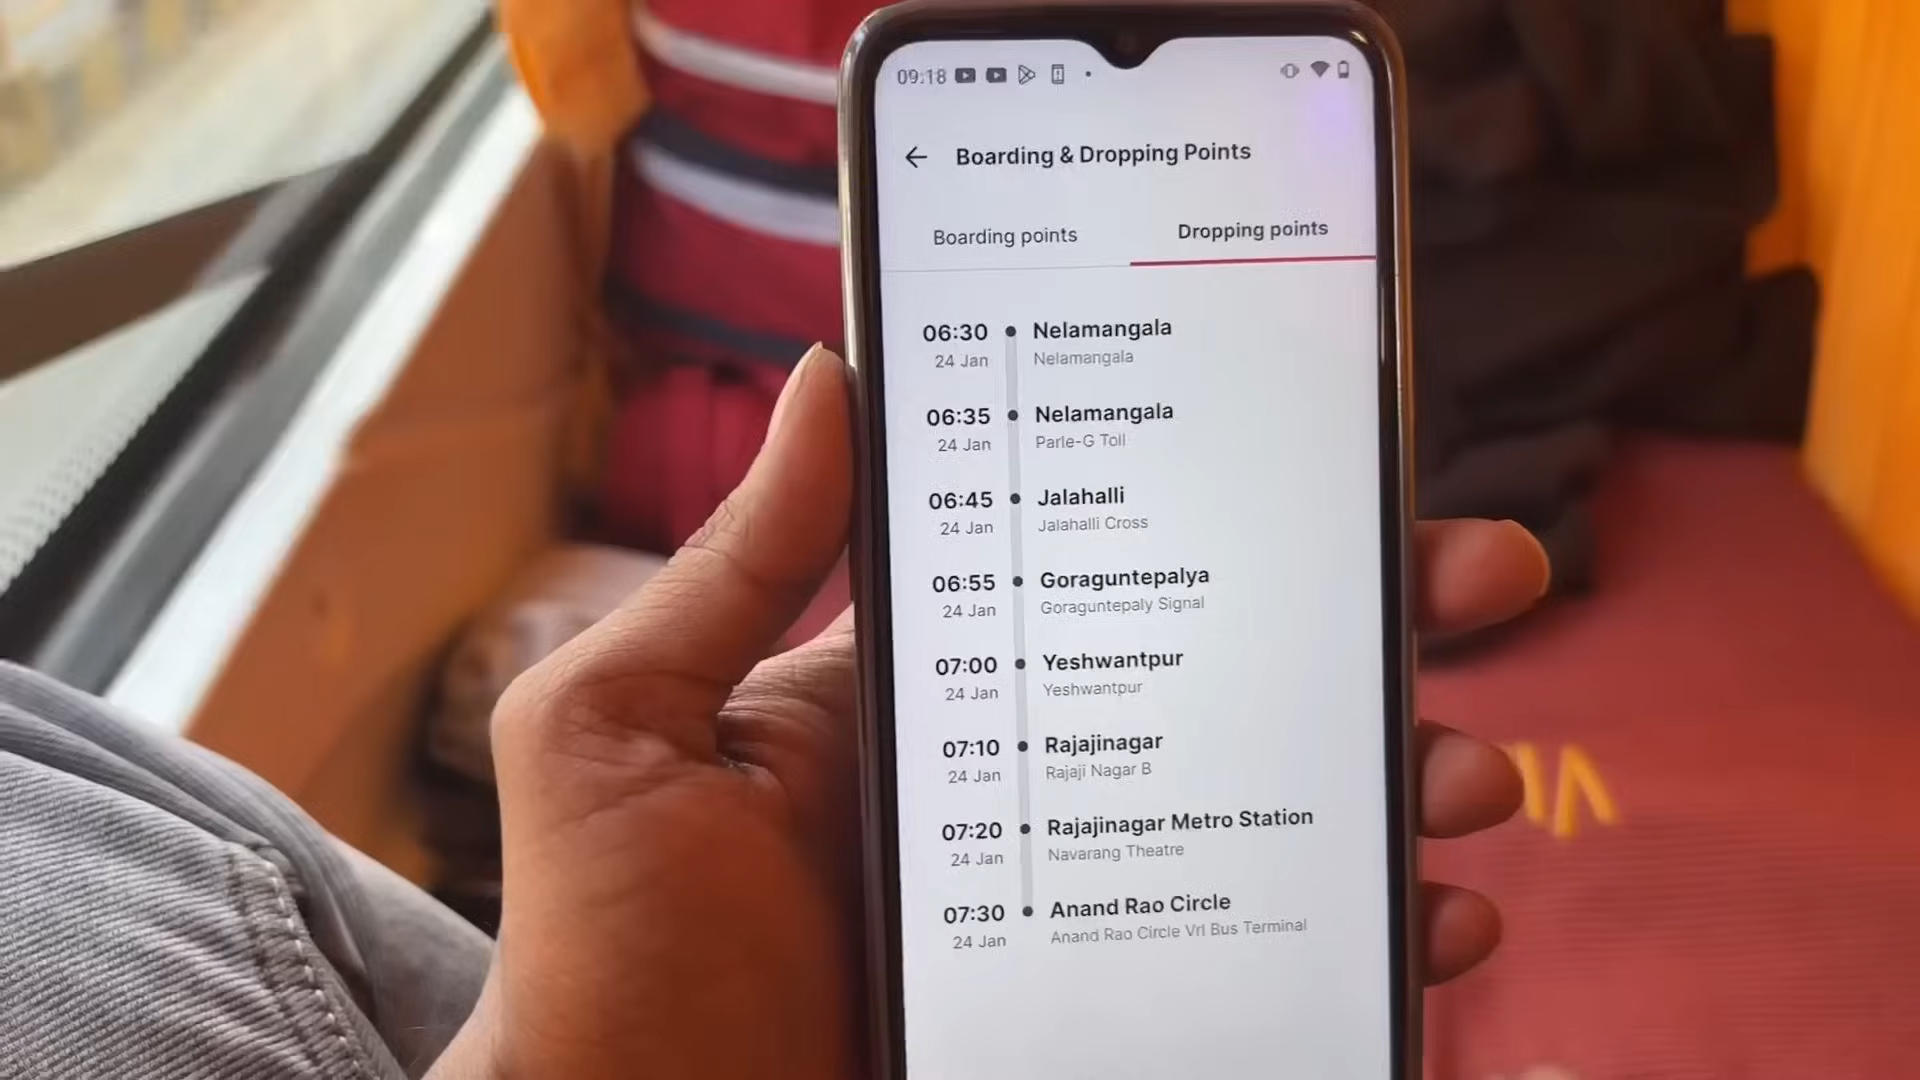 09:18
Boarding & Dropping Points
Boarding points
Dropping points
06:30 Nelamangala
24 Jan Nelamangala
06:35 Nelamangala
24 Jan Parle-G Toll
06:45 Jalahalli
24 Jan Jalahalli Cross
06:55 Goraguntepalya
24 Jan Goraguntepaly Signal
07:00 Yeshwantpur
24 Jan Yeshwantpur
07:10 Rajajinagar
24 Jan Rajaji Nagar B
07:20 Rajajinagar Metro Station
24 Jan Navarang Theatre
07:30 Anand Rao Circle
24 Jan Anand Rao Circle Vrl Bus Terminal